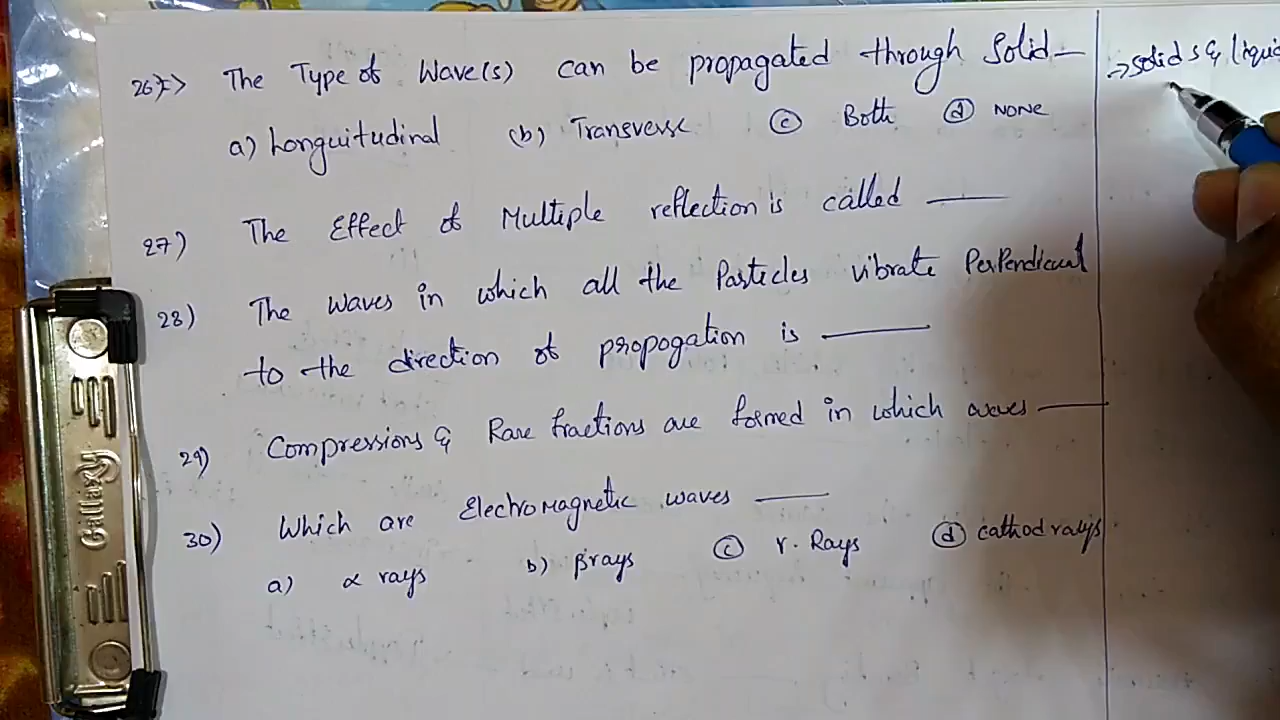 26) The Type of Wave(s) can be propagated through Solid — → Solids & liquid
a) Longuitudinal (b) Transverse (c) Both (d) NONE
27) The Effect of Multiple reflection is called —
28) The waves in which all the Particles vibrate Perpendicul
to the direction of propogation is —
29) Compressions & Rare fractions are formed in which waves —
30) Which are Electromagnetic waves —
a) α rays b) βrays (c) γ. Rays (d) cathod rays
Gallaxy